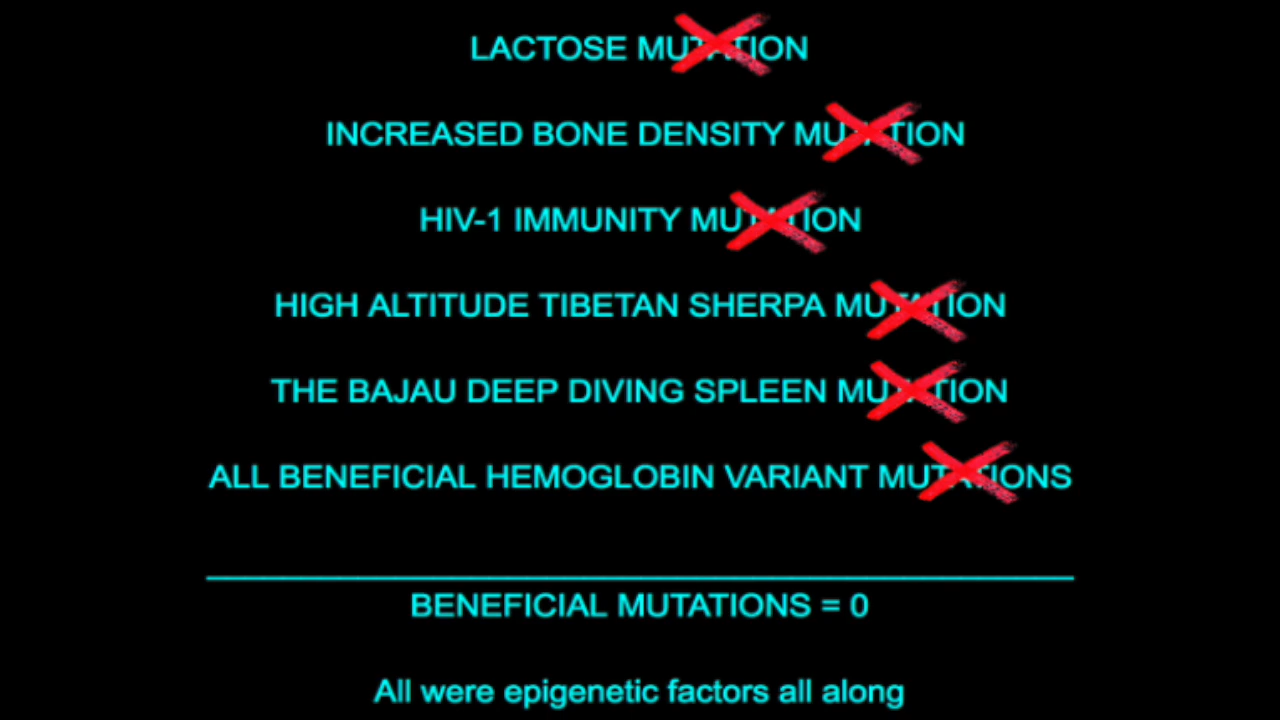 LACTOSE MUTATION
INCREASED BONE DENSITY MUTATION
HIV-1 IMMUNITY MUTATION
HIGH ALTITUDE TIBETAN SHERPA MUTATION
THE BAJAU DEEP DIVING SPLEEN MUTATION
ALL BENEFICIAL HEMOGLOBIN VARIANT MUTATIONS
BENEFICIAL MUTATIONS = 0
All were epigenetic factors all along